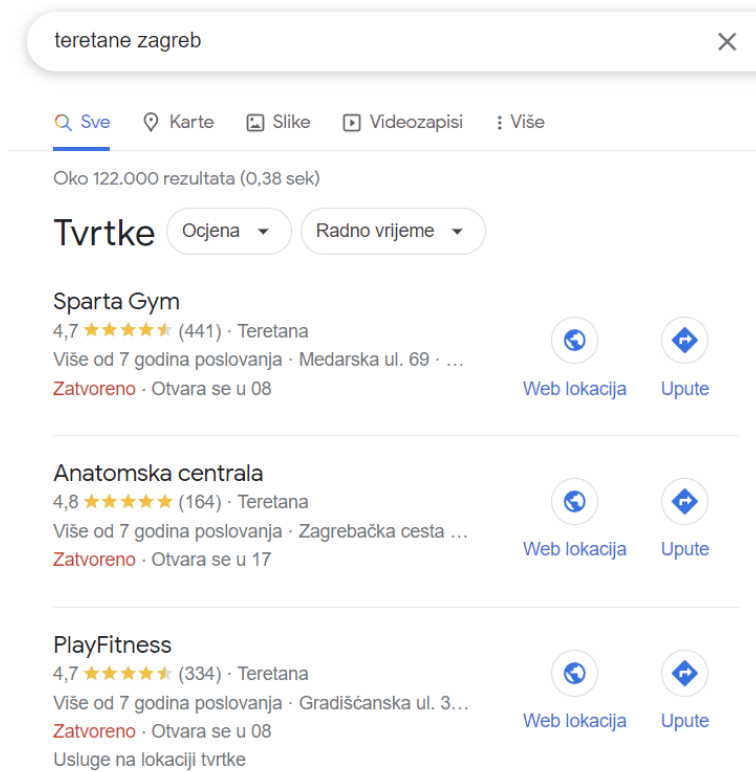 teretane zagreb
Sve Karte Slike Videozapisi Više
Oko 122.000 rezultata (0,38 sek)
Tvrtke Ocjena Radno vrijeme
Sparta Gym
4,7 (441) · Teretana
Više od 7 godina poslovanja · Medarska ul. 69 · …
Zatvoreno · Otvara se u 08
Web lokacija Upute
Anatomska centrala
4,8 (164) · Teretana
Više od 7 godina poslovanja · Zagrebačka cesta …
Zatvoreno · Otvara se u 17
Web lokacija Upute
PlayFitness
4,7 (334) · Teretana
Više od 7 godina poslovanja · Gradišćanska ul. 3…
Zatvoreno · Otvara se u 08
Usluge na lokaciji tvrtke
Web lokacija Upute